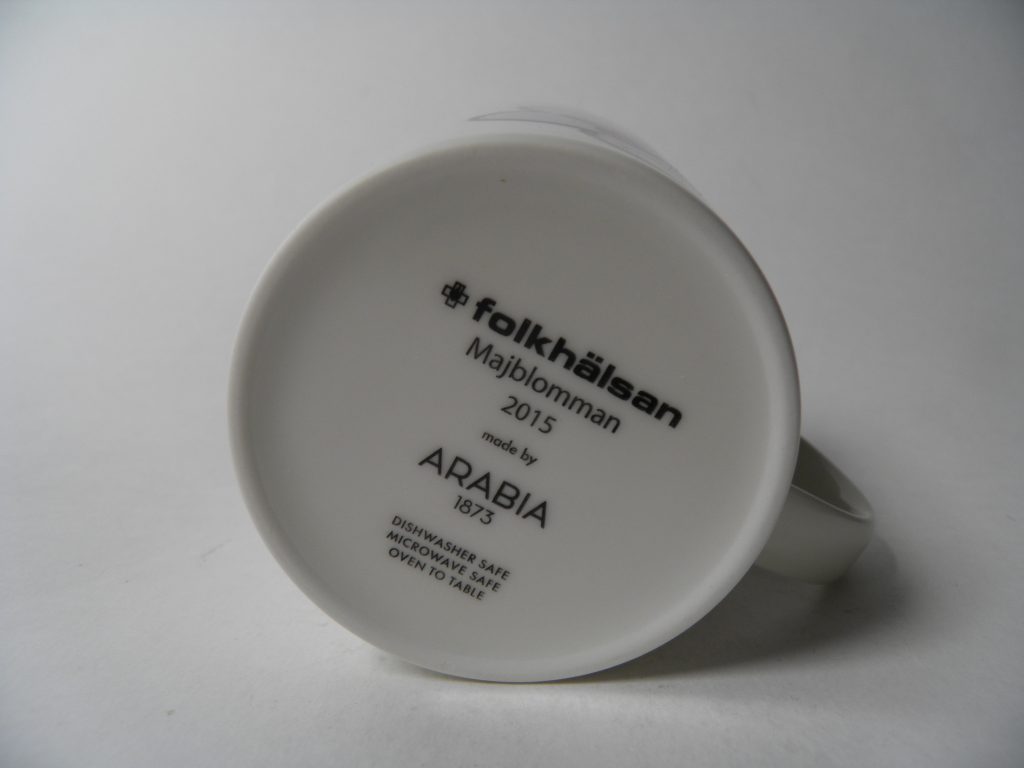 folkhälsan
Majblomman
2015
made by
ARABIA
1873
DISHWASHER SAFE
MICROWAVE SAFE
OVEN TO TABLE